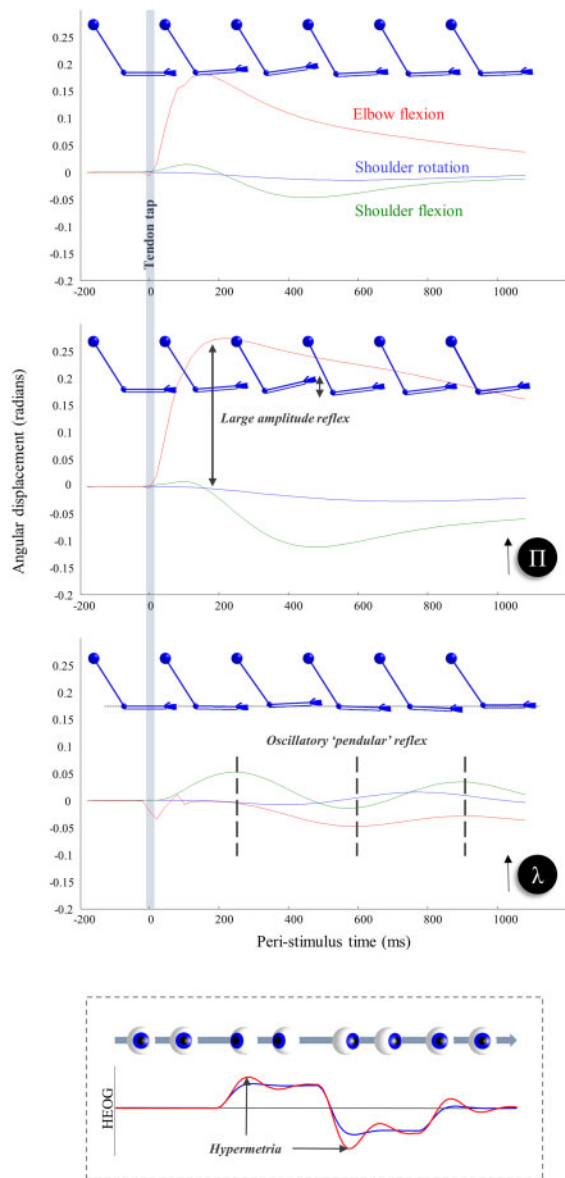 0.25
0.2
0.15
0.1
0.05
0
-0.05
-0.1
-0.15
-0.2
-200 0 200 400 600 800 1000
Elbow flexion
Shoulder rotation
Shoulder flexion
Tendon tap
0.25
0.2
0.15
0.1
0.05
0
-0.05
-0.1
-0.15
-0.2
-200 0 200 400 600 800 1000
Large amplitude reflex
Π
Angular displacement (radians)
0.25
0.2
0.15
0.1
0.05
0
-0.05
-0.1
-0.15
-0.2
-200 0 200 400 600 800 1000
Oscillatory ‘pendular’ reflex
λ
Peri-stimulus time (ms)
HEOG
Hypermetria